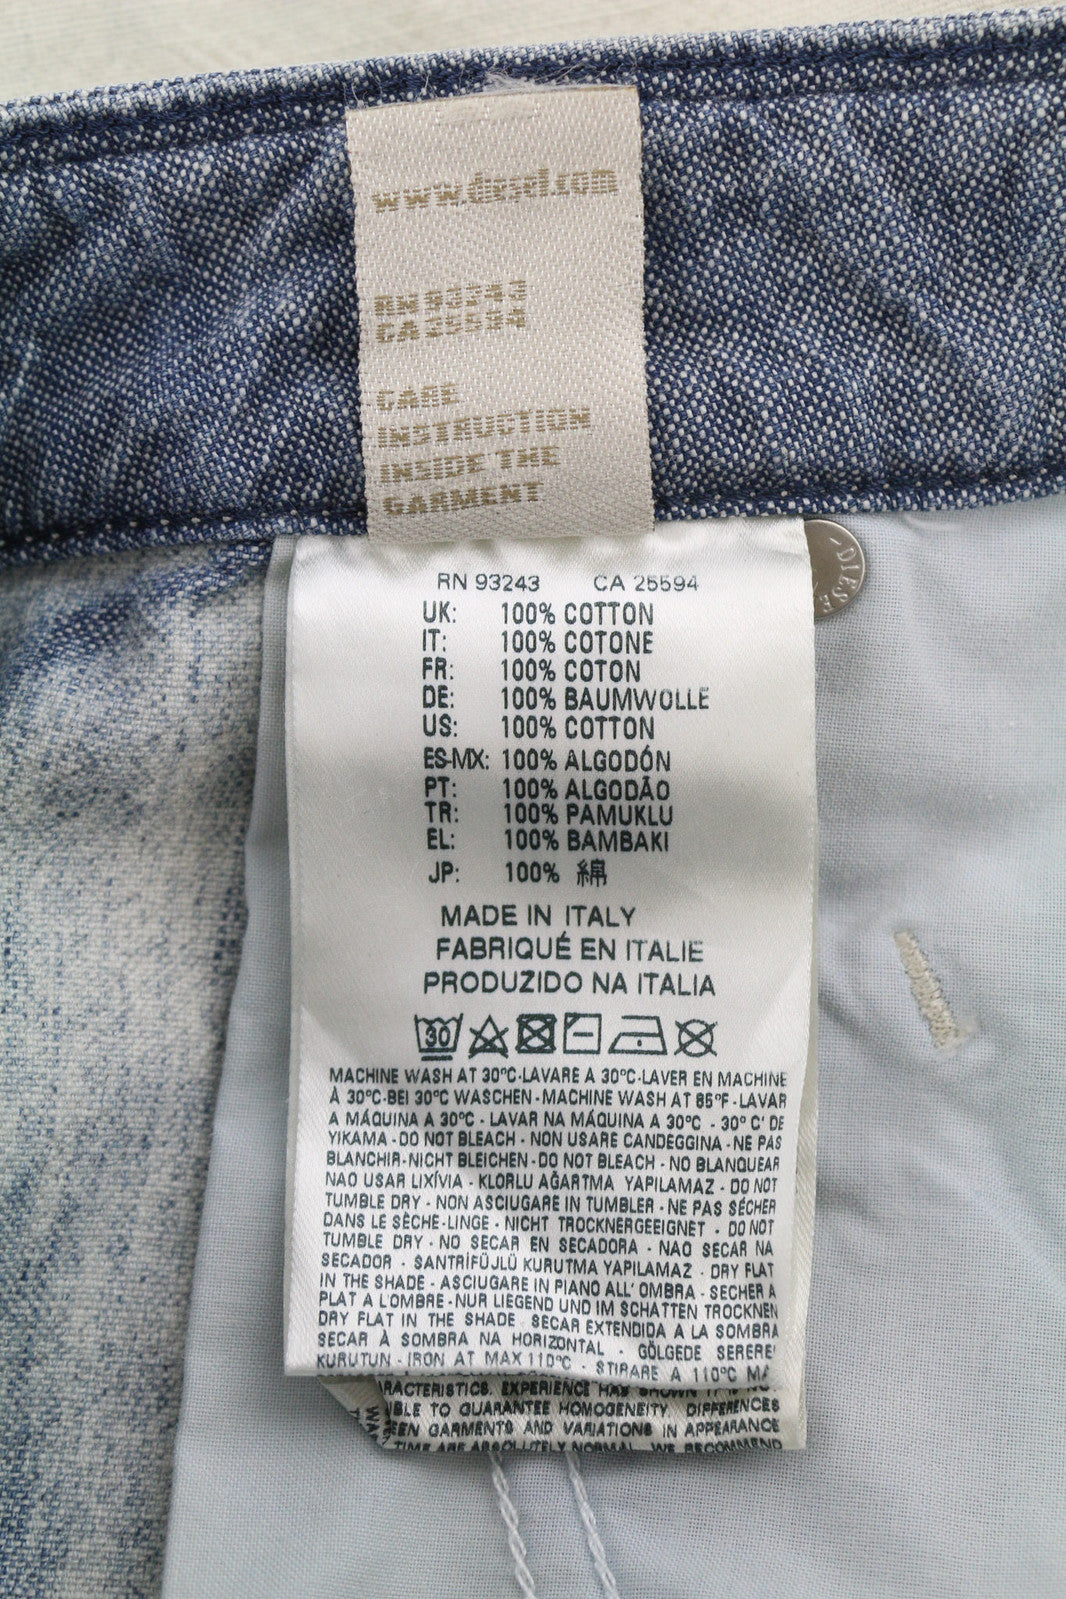 www.diesel.com
RN 93243
CA 25594
CARE
INSTRUCTION
INSIDE THE
GARMENT
DIESE
RN 93243 CA 25594
UK: 100% COTTON
IT: 100% COTONE
FR: 100% COTON
DE: 100% BAUMWOLLE
US: 100% COTTON
ES-MX: 100% ALGODÓN
PT: 100% ALGODÃO
TR: 100% PAMUKLU
EL: 100% BAMBAKI
JP: 100% 綿
MADE IN ITALY
FABRIQUÉ EN ITALIE
PRODUZIDO NA ITALIA
30
MACHINE WASH AT 30°C-LAVARE A 30°C-LAVER EN MACHINE
À 30°C-BEI 30°C WASCHEN-MACHINE WASH AT 85°F-LAVAR
A MÁQUINA A 30°C - LAVAR NA MÁQUINA A 30°C - 30° C' DE
YIKAMA - DO NOT BLEACH - NON USARE CANDEGGINA - NE PAS
BLANCHIR-NICHT BLEICHEN-DO NOT BLEACH - NO BLANQUEAR
NAO USAR LIXÍVIA - KLORLU AĞARTMA YAPILAMAZ - DO NOT
TUMBLE DRY - NON ASCIUGARE IN TUMBLER - NE PAS SÉCHER
DANS LE SÈCHE-LINGE - NICHT TROCKNERGEEIGNET - DO NOT
TUMBLE DRY - NO SECAR EN SECADORA - NAO SECAR NA
SECADOR - SANTRİFÜJLÜ KURUTMA YAPILAMAZ - DRY FLAT
IN THE SHADE - ASCIUGARE IN PIANO ALL' OMBRA - SECHER A
PLAT A L'OMBRE-NUR LIEGEND UND IM SCHATTEN TROCKNEN
DRY FLAT IN THE SHADE - SECAR EXTENDIDA A LA SOMBRA
SECAR À SOMBRA NA HORIZONTAL - GÖLGEDE SEREREK
KURUTUN - IRON AT MAX 110°C - STIRARE A 110°C MA
RACTERISTICS. EXPERIENCE HAS SHOWN IT IS NO
IBLE TO GUARANTEE HOMOGENEITY. DIFFERENCES
EEN GARMENTS AND VARIATIONS IN APPEARANCE
TIME ARE ABSOLUTELY NORMAL. WE RECOMMEND